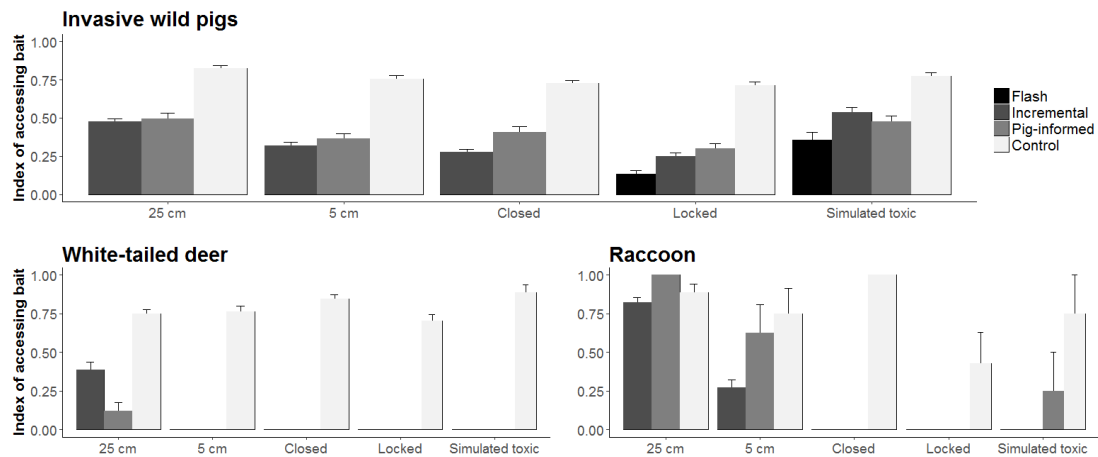 Invasive wild pigs
Index of accessing bait
1.00
0.75
0.50
0.25
0.00
25 cm
5 cm
Closed
Locked
Simulated toxic
Flash
Incremental
Pig-informed
Control
White-tailed deer
Index of accessing bait
1.00
0.75
0.50
0.25
0.00
25 cm
5 cm
Closed
Locked
Simulated toxic
Raccoon
1.00
0.75
0.50
0.25
0.00
25 cm
5 cm
Closed
Locked
Simulated toxic